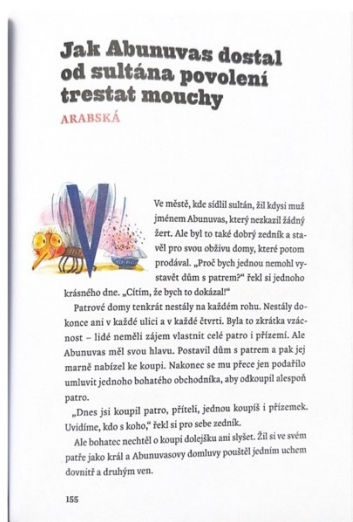 Jak Abunuvas dostal
od sultána povolení
trestat mouchy
ARABSKÁ
V
Ve městě, kde sídlil sultán, žil kdysi muž
jménem Abunuvas, který nezkazil žádný
žert. Ale byl to také dobrý zedník a sta-
věl pro svou obživu domy, které potom
prodával. „Proč bych jednou nemohl vy-
stavět dům s patrem?“ řekl si jednoho
krásného dne. „Cítím, že bych to dokázal!“
Patrové domy tenkrát nestály na každém rohu. Nestály do-
konce ani v každé ulici a v každé čtvrti. Byla to zkrátka vzác-
nost – lidé neměli zájem vlastnit celé patro i přízemí. Ale
Abunuvas měl svou hlavu. Postavil dům s patrem a pak jej
marně nabízel ke koupi. Nakonec se mu přece jen podařilo
umluvit jednoho bohatého obchodníka, aby odkoupil alespoň
patro.
„Dnes jsi koupil patro, příteli, jednou koupíš i přízemek.
Uvidíme, kdo s koho,“ řekl si pro sebe zedník.
Ale bohatec nechtěl o koupi dolejšku ani slyšet. Žil si ve svém
patře jako král a Abunuvasovy domluvy pouštěl jedním uchem
dovnitř a druhým ven.
155